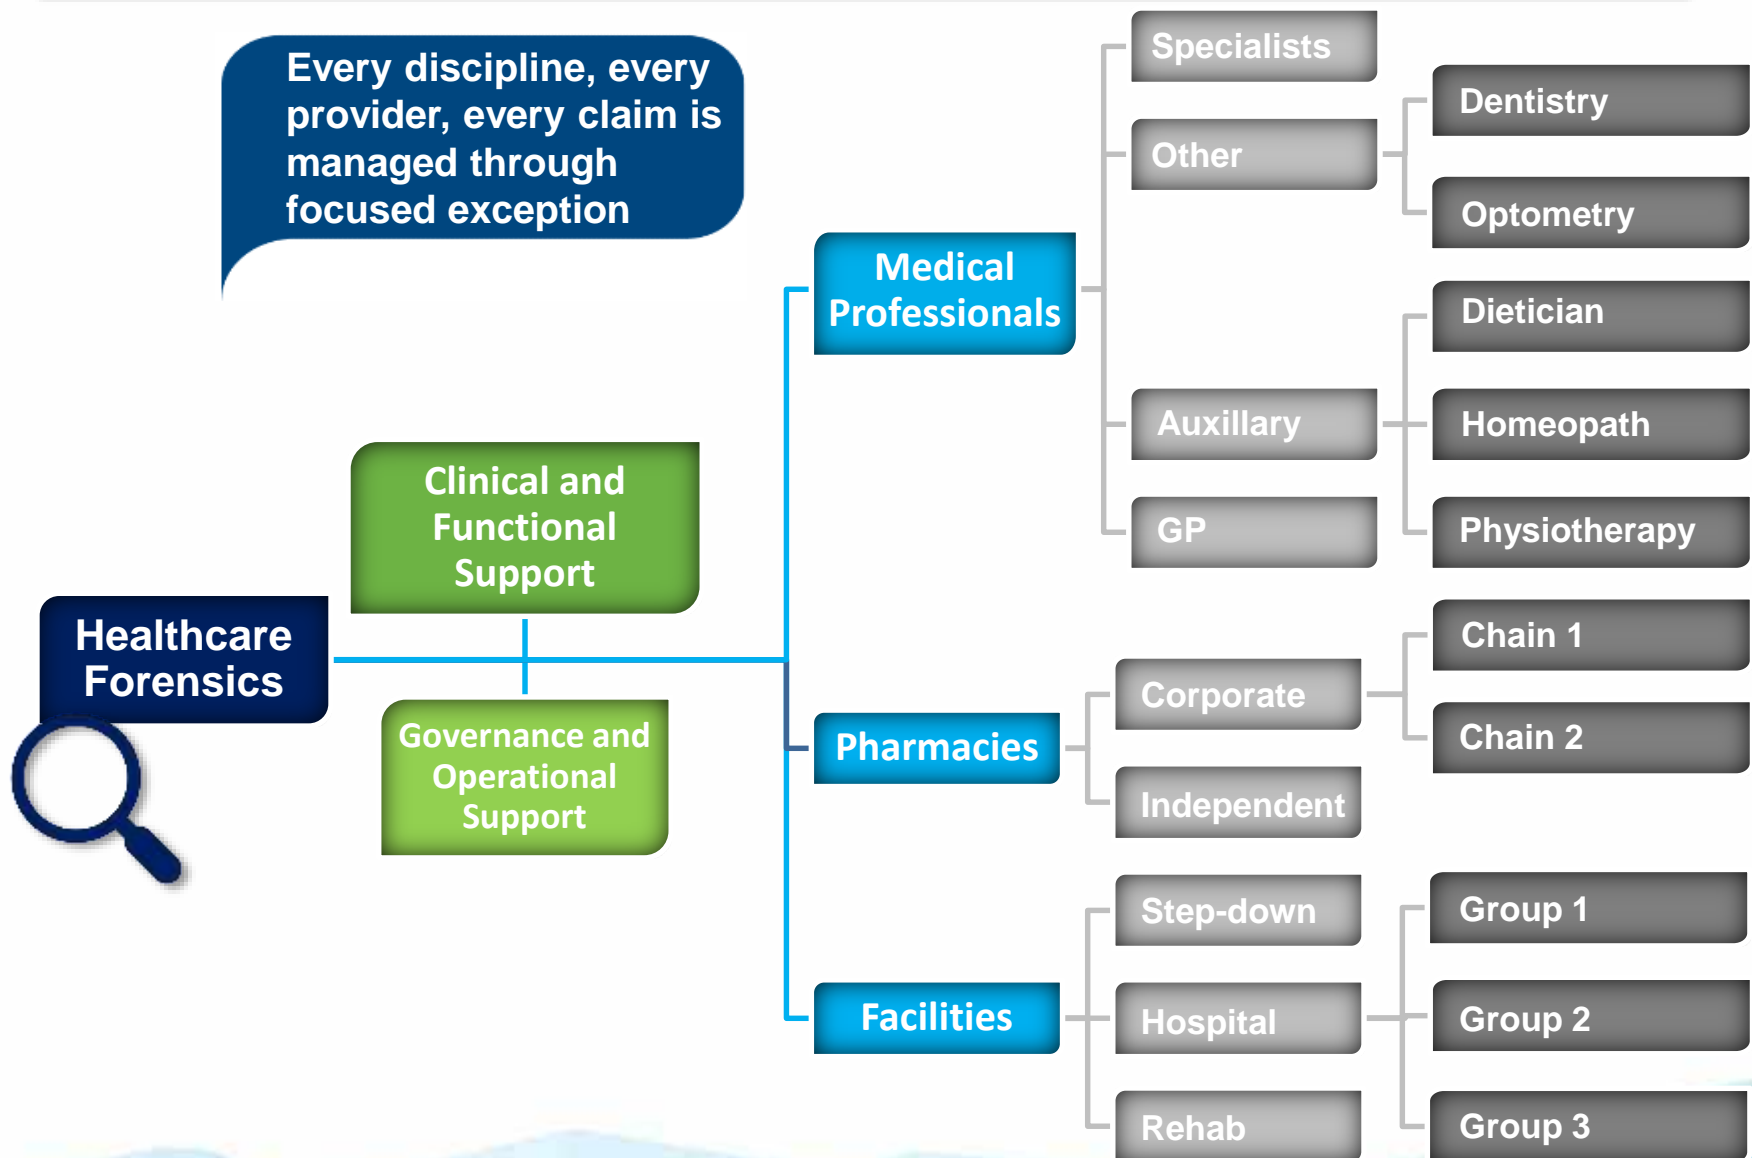 Every discipline, every
provider, every claim is
managed through
focused exception
Healthcare
Forensics
Clinical and
Functional
Support
Governance and
Operational
Support
Medical
Professionals
Specialists
Other
Dentistry
Optometry
Auxillary
Dietician
Homeopath
Physiotherapy
GP
Pharmacies
Corporate
Chain 1
Chain 2
Independent
Facilities
Step-down
Hospital
Group 1
Group 2
Group 3
Rehab